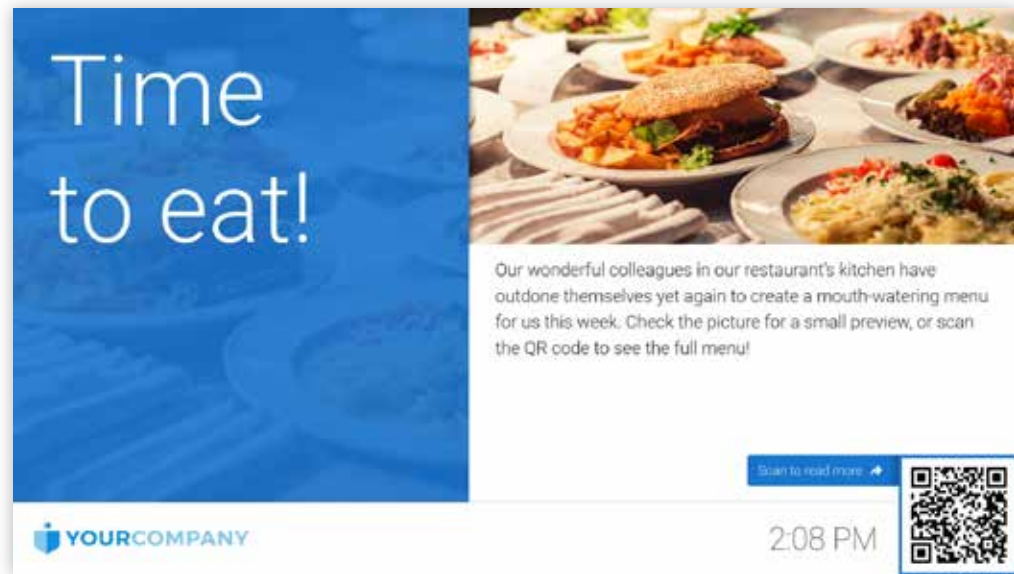 Time
to eat!
Our wonderful colleagues in our restaurant's kitchen have
outdone themselves yet again to create a mouth-watering menu
for us this week. Check the picture for a small preview, or scan
the QR code to see the full menu!
Scan to read more
YOURCOMPANY
2:08 PM